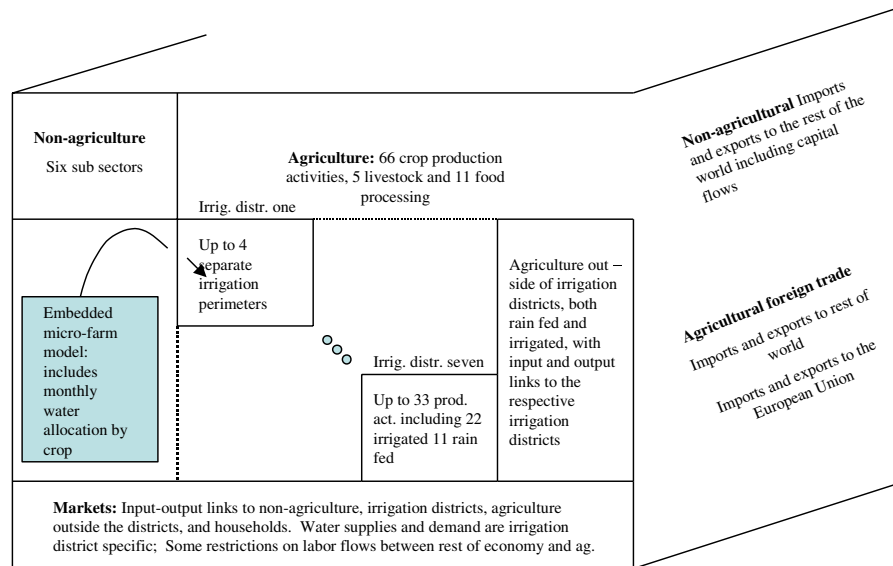 Non-agriculture
Six sub sectors
Agriculture: 66 crop production
activities, 5 livestock and 11 food
processing
Non-agricultural Imports
and exports to the rest of the
world including capital
flows
Irrig. distr. one
Up to 4
separate
irrigation
perimeters
Embedded
micro-farm
model:
includes
monthly
water
allocation by
crop
Irrig. distr. seven
Up to 33 prod.
act. including 22
irrigated 11 rain
fed
Agriculture out –
side of irrigation
districts, both
rain fed and
irrigated, with
input and output
links to the
respective
irrigation
districts
Agricultural foreign trade
Imports and exports to rest of
world
Imports and exports to the
European Union
Markets: Input-output links to non-agriculture, irrigation districts, agriculture
outside the districts, and households. Water supplies and demand are irrigation
district specific; Some restrictions on labor flows between rest of economy and ag.